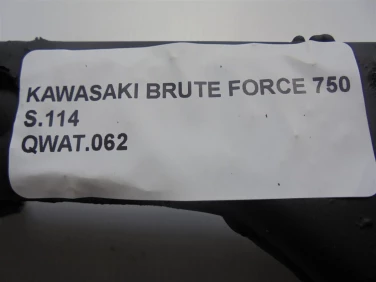 KAWASAKI BRUTE FORCE 750
S.114
QWAT.062